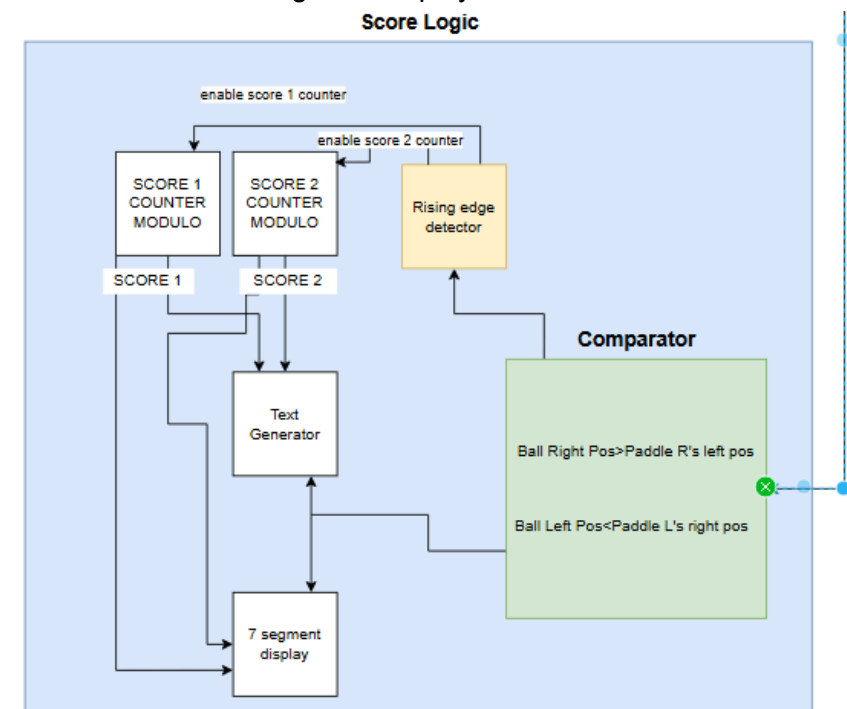 Score Logic
enable score 1 counter
enable score 2 counter
SCORE 1
COUNTER
MODULO
SCORE 2
COUNTER
MODULO
Rising edge
detector
SCORE 1
SCORE 2
Comparator
Text
Generator
Ball Right Pos>Paddle R's left pos
Ball Left Pos<Paddle L's right pos
7 segment
display